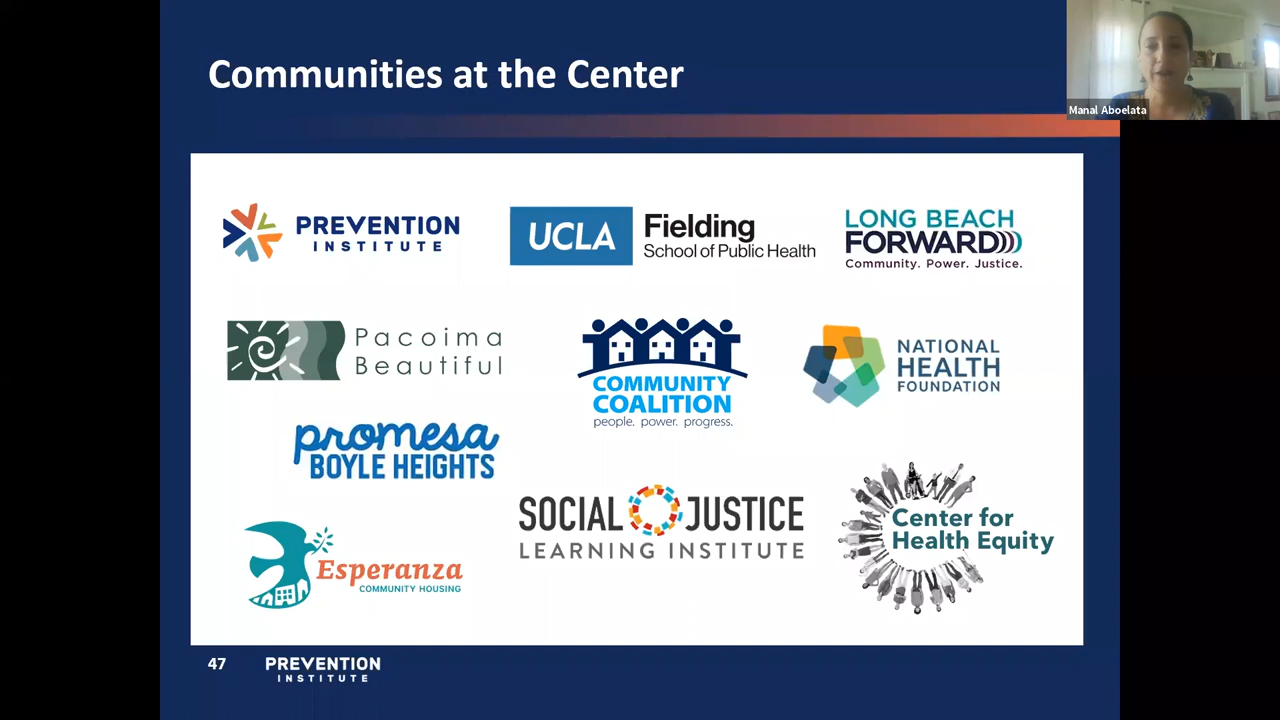 Communities at the Center
Manal Aboelata
PREVENTION
INSTITUTE
UCLA
Fielding
School of Public Health
LONG BEACH
FORWARD
Community. Power. Justice.
Pacoima
Beautiful
COMMUNITY
COALITION
people. power. progress.
NATIONAL
HEALTH
FOUNDATION
promesa
BOYLE HEIGHTS
SOCIAL JUSTICE
LEARNING INSTITUTE
Center for
Health Equity
Esperanza
COMMUNITY HOUSING
47
PREVENTION
INSTITUTE